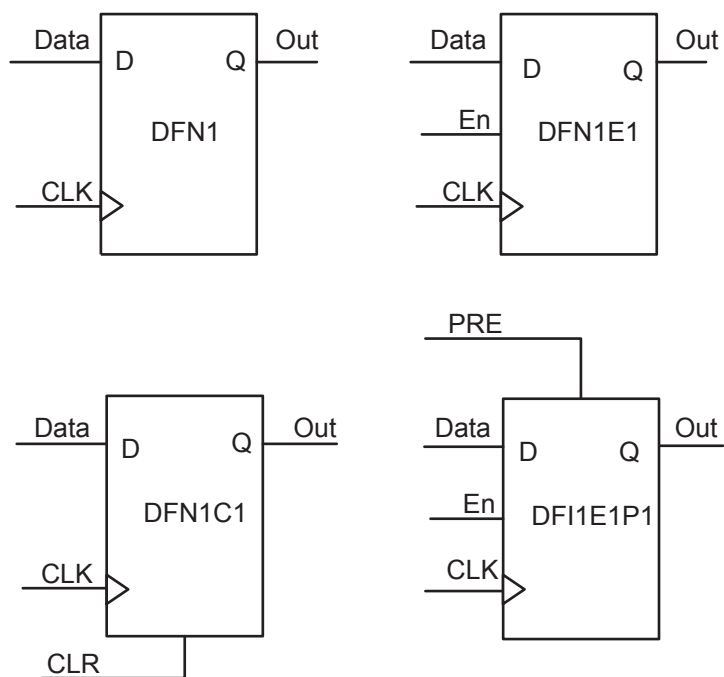 Data
Out
D
Q
DFN1
CLK
Data
Out
D
Q
En
DFN1E1
CLK
Data
Out
D
Q
DFN1C1
CLK
CLR
PRE
Data
Out
D
Q
En
DFI1E1P1
CLK